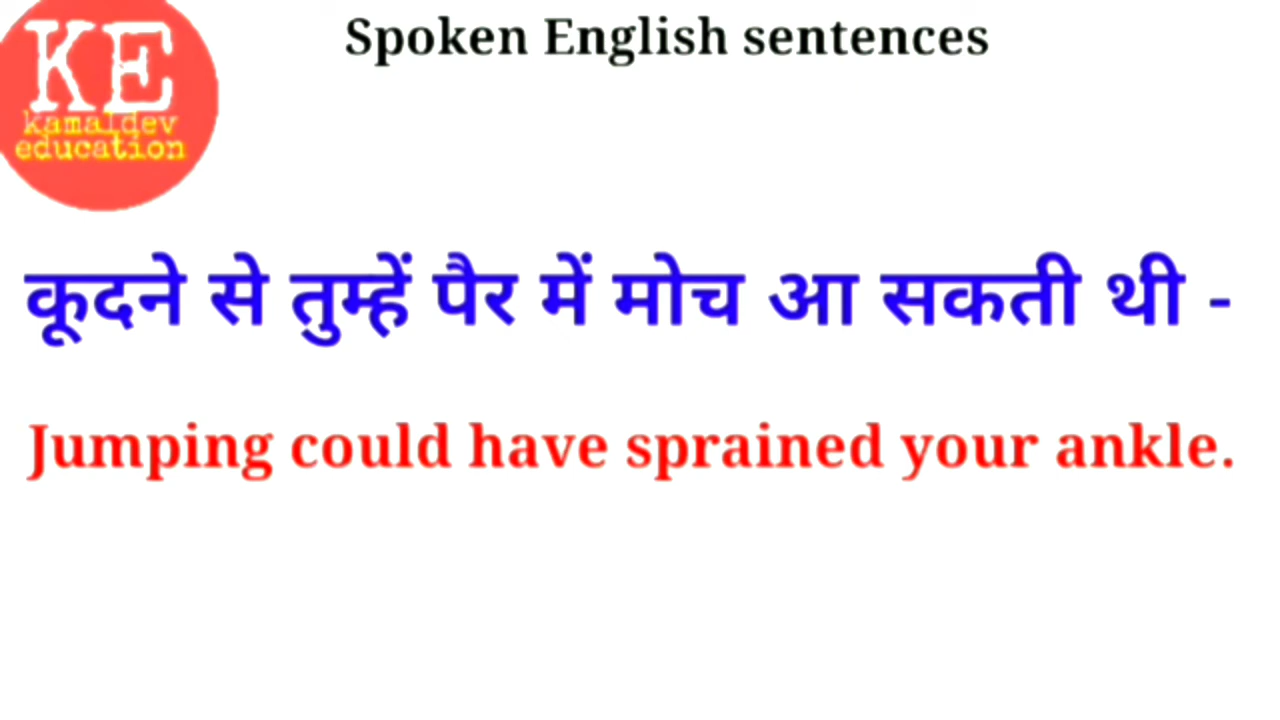 Spoken English sentences
KE
kamaldev
education
कूदने से तुम्हें पैर में मोच आ सकती थी -
Jumping could have sprained your ankle.